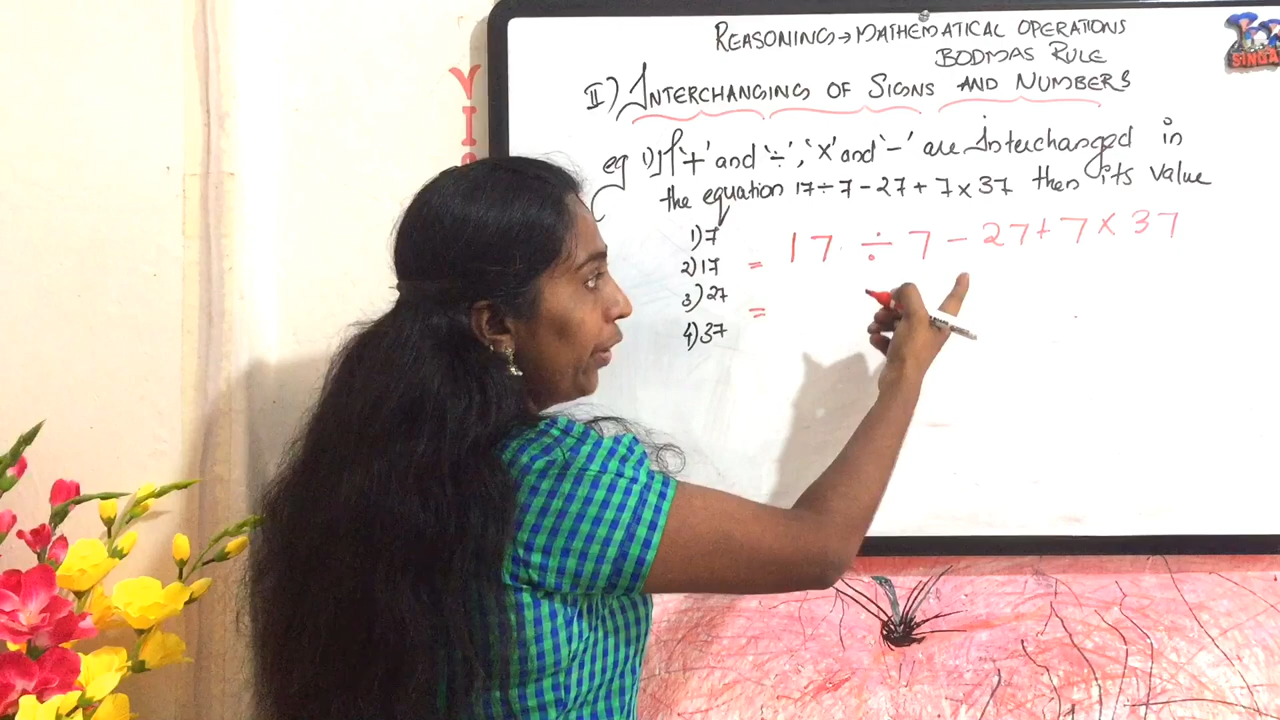 REASONING → MATHEMATICAL OPERATIONS
BODMAS RULE
II) INTERCHANGING OF SIGNS AND NUMBERS
eg 1) If '+' and '÷', 'x' and '-' are Interchanged in
the equation 17 ÷ 7 - 27 + 7 x 37 then its value
1) 7
2) 17
3) 27
4) 37
= 17 ÷ 7 - 27 + 7 x 37
=
SINGA